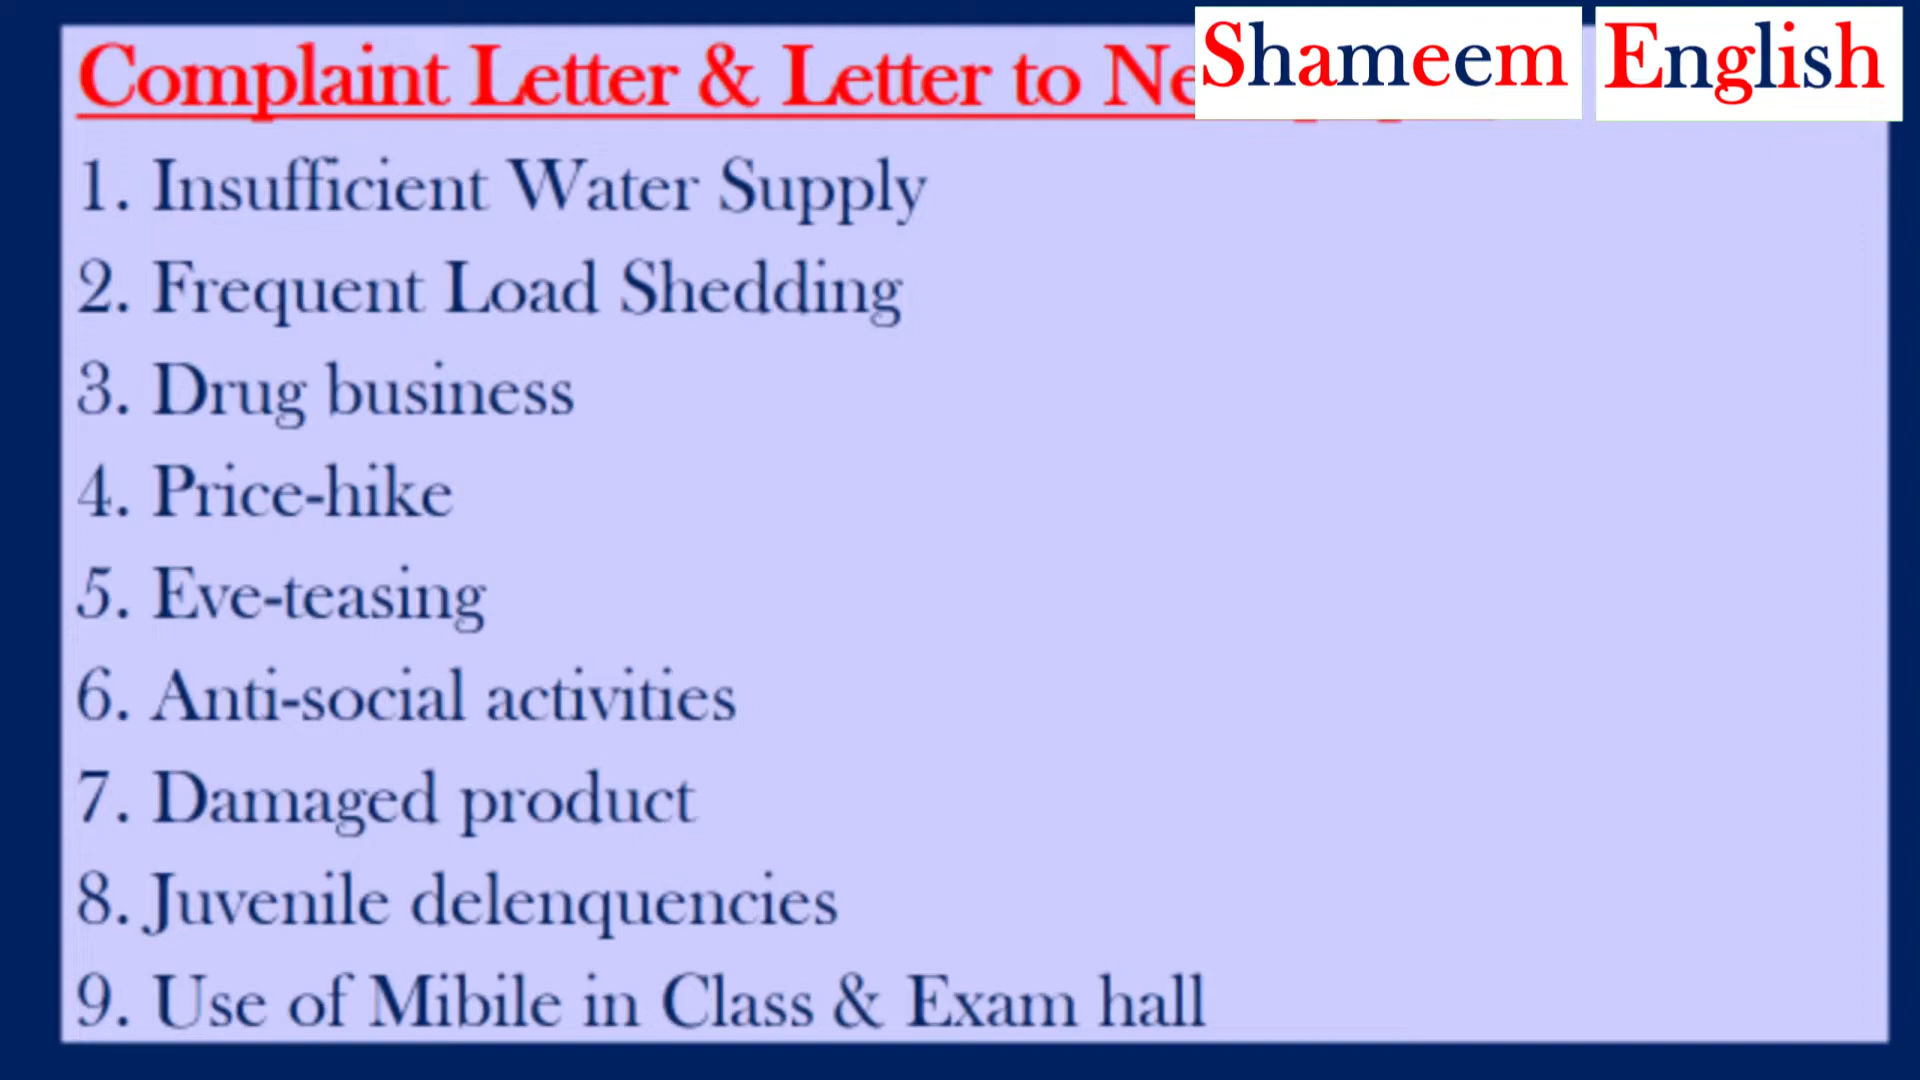 Complaint Letter & Letter to Ne
Shameem English
1. Insufficient Water Supply
2. Frequent Load Shedding
3. Drug business
4. Price-hike
5. Eve-teasing
6. Anti-social activities
7. Damaged product
8. Juvenile delenquencies
9. Use of Mibile in Class & Exam hall